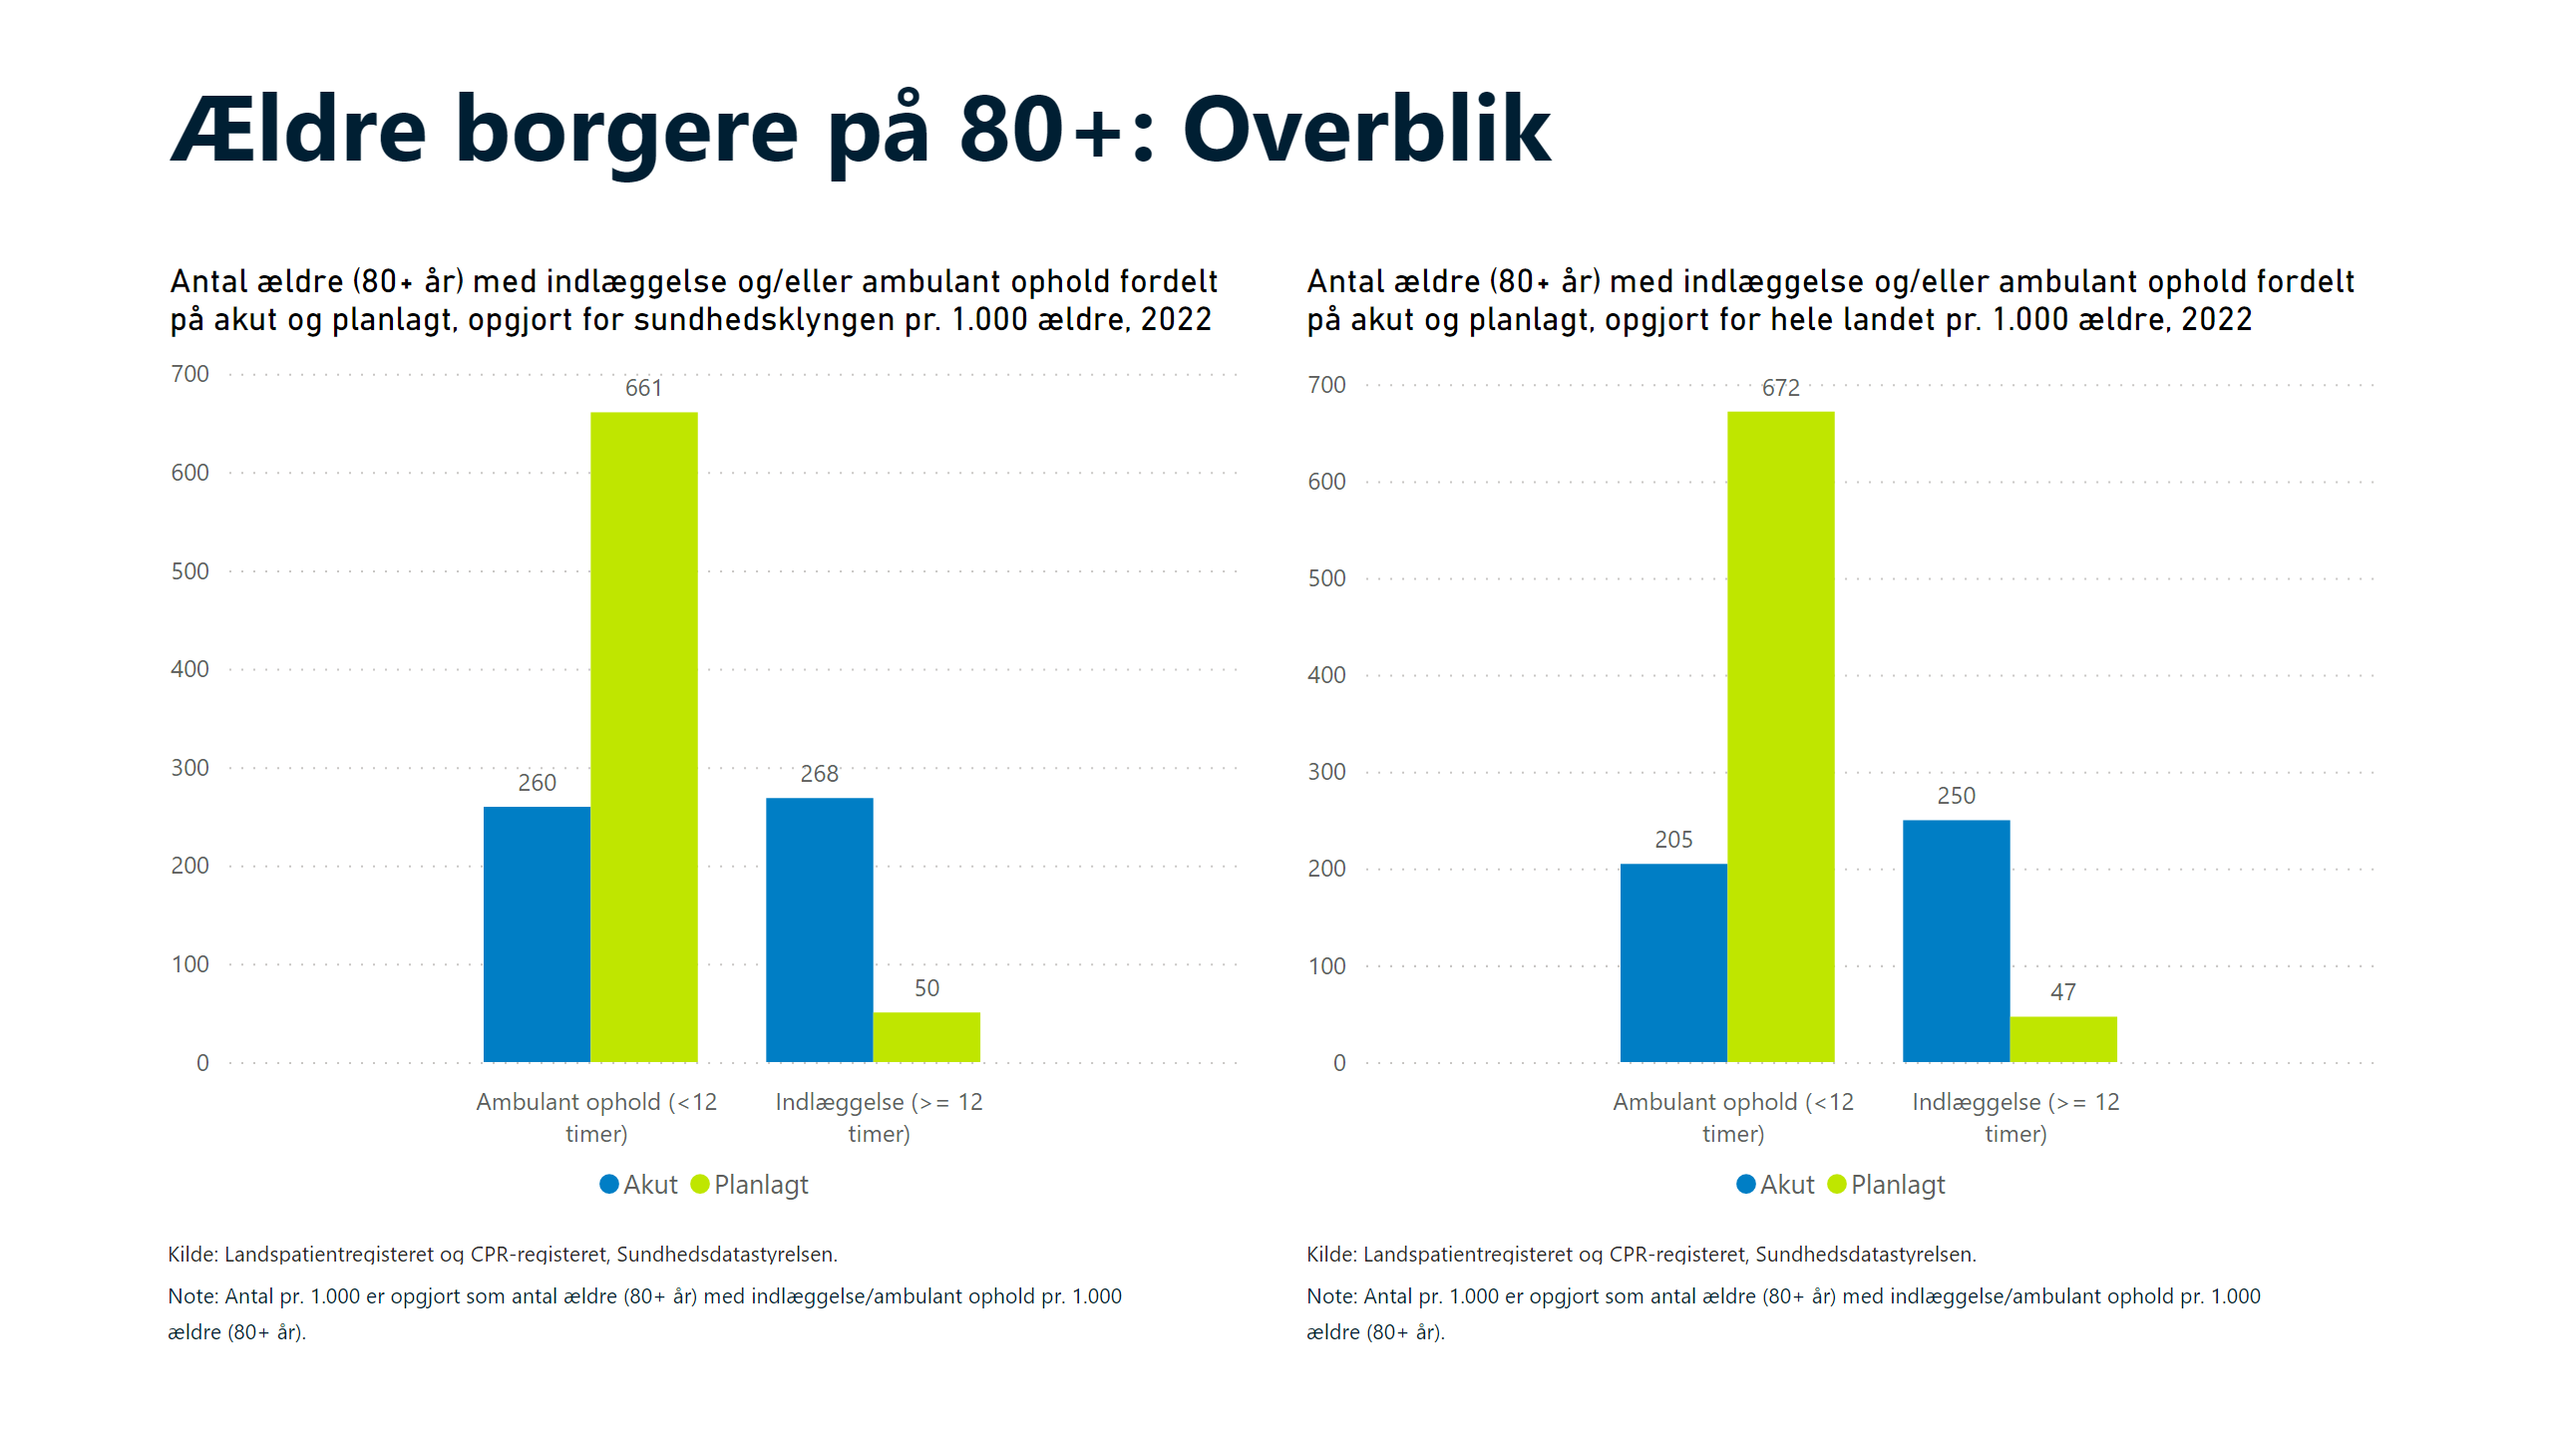 Ældre borgere på 80+: Overblik
Antal ældre (80+ år) med indlæggelse og/eller ambulant ophold fordelt
på akut og planlagt, opgjort for sundhedsklyngen pr. 1.000 ældre, 2022
700
600
500
400
300
200
100
0
661
260
268
50
Ambulant ophold (<12
timer)
Indlæggelse (>= 12
timer)
Akut Planlagt
Kilde: Landspatientregisteret og CPR-registeret, Sundhedsdatastyrelsen.
Note: Antal pr. 1.000 er opgjort som antal ældre (80+ år) med indlæggelse/ambulant ophold pr. 1.000
ældre (80+ år).
Antal ældre (80+ år) med indlæggelse og/eller ambulant ophold fordelt
på akut og planlagt, opgjort for hele landet pr. 1.000 ældre, 2022
700
600
500
400
300
200
100
0
672
205
250
47
Ambulant ophold (<12
timer)
Indlæggelse (>= 12
timer)
Akut Planlagt
Kilde: Landspatientregisteret og CPR-registeret, Sundhedsdatastyrelsen.
Note: Antal pr. 1.000 er opgjort som antal ældre (80+ år) med indlæggelse/ambulant ophold pr. 1.000
ældre (80+ år).